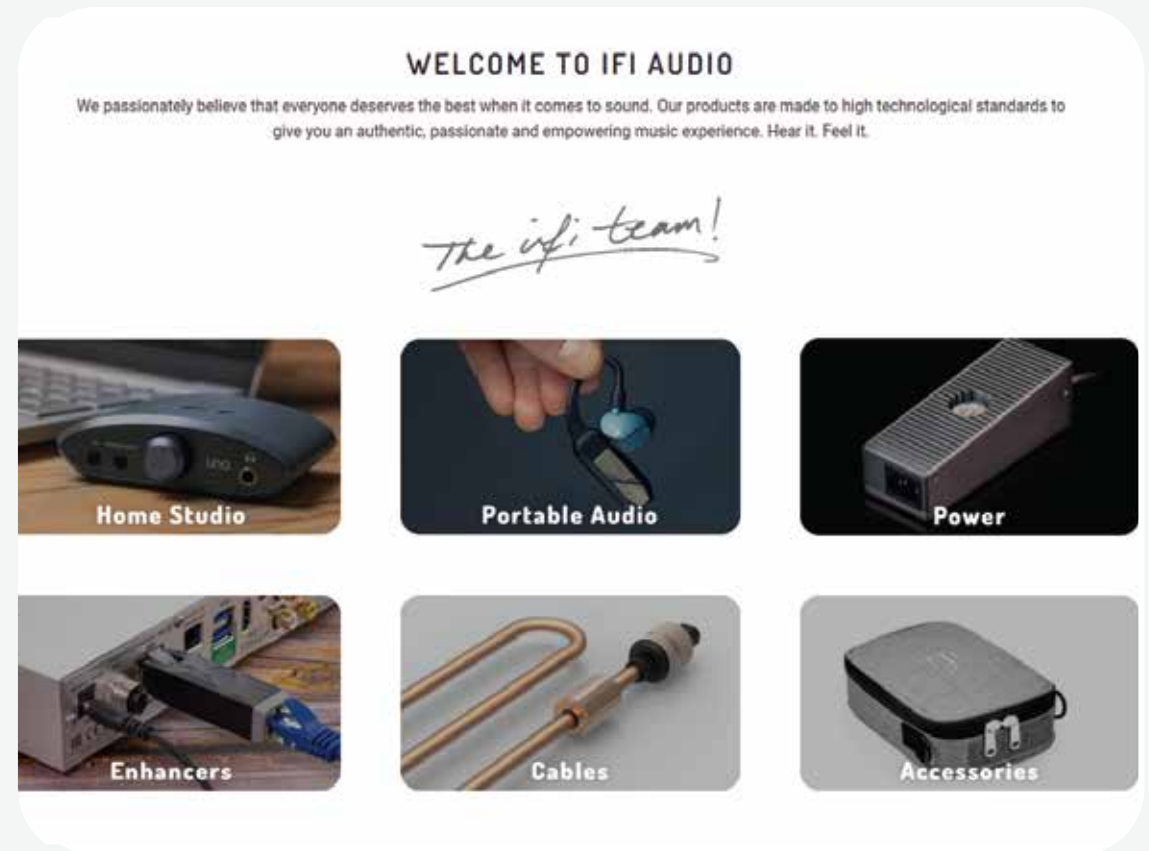 WELCOME TO IFI AUDIO
We passionately believe that everyone deserves the best when it comes to sound. Our products are made to high technological standards to
give you an authentic, passionate and empowering music experience. Hear it. Feel it.
The ifi team!
uno
Home Studio
Portable Audio
Power
Enhancers
Cables
Accessories